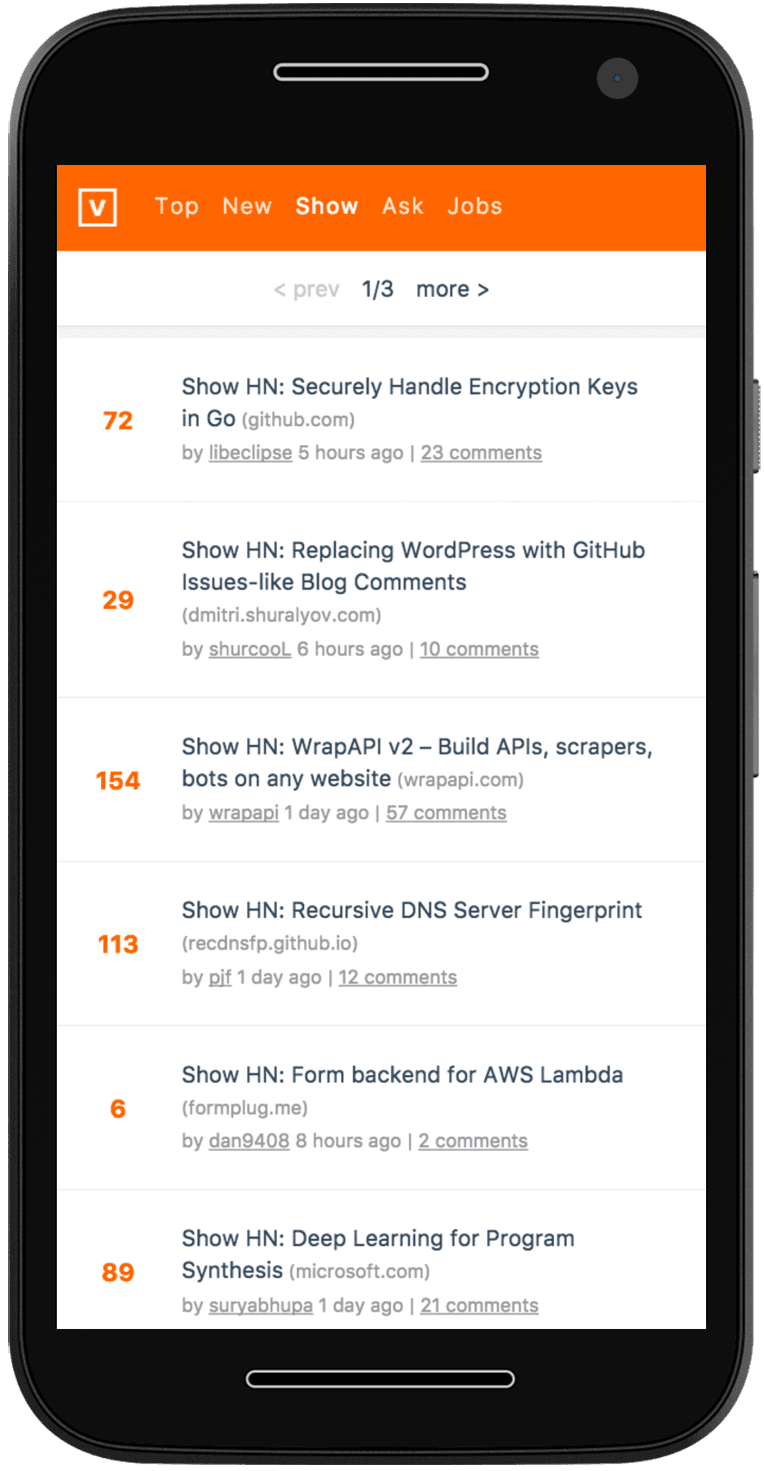 V Top New Show Ask Jobs
< prev 1/3 more >
Show HN: Securely Handle Encryption Keys
72 in Go (github.com)
by libeclipse 5 hours ago | 23 comments
Show HN: Replacing WordPress with GitHub
Issues-like Blog Comments
29
(dmitri.shuralyov.com)
by shurcooL 6 hours ago | 10 comments
Show HN: WrapAPI v2 – Build APIs, scrapers,
154 bots on any website (wrapapi.com)
by wrapapi 1 day ago | 57 comments
Show HN: Recursive DNS Server Fingerprint
113 (recdnsfp.github.io)
by pjf 1 day ago | 12 comments
Show HN: Form backend for AWS Lambda
6 (formplug.me)
by dan9408 8 hours ago | 2 comments
Show HN: Deep Learning for Program
89 Synthesis (microsoft.com)
by suryabhupa 1 day ago | 21 comments